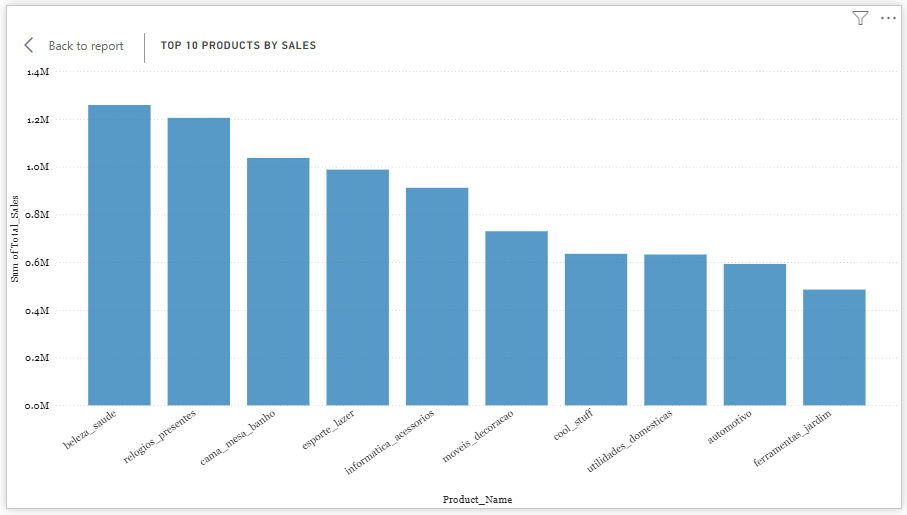 Back to report
TOP 10 PRODUCTS BY SALES
1.4M
1.2M
1.0M
0.8M
0.6M
0.4M
0.2M
0.0M
Sum of Total_Sales
beleza_saude
relogios_presentes
cama_mesa_banho
esporte_lazer
informatica_acessorios
moveis_decoracao
cool_stuff
utilidades_domesticas
automotivo
ferramentas_jardim
Product_Name